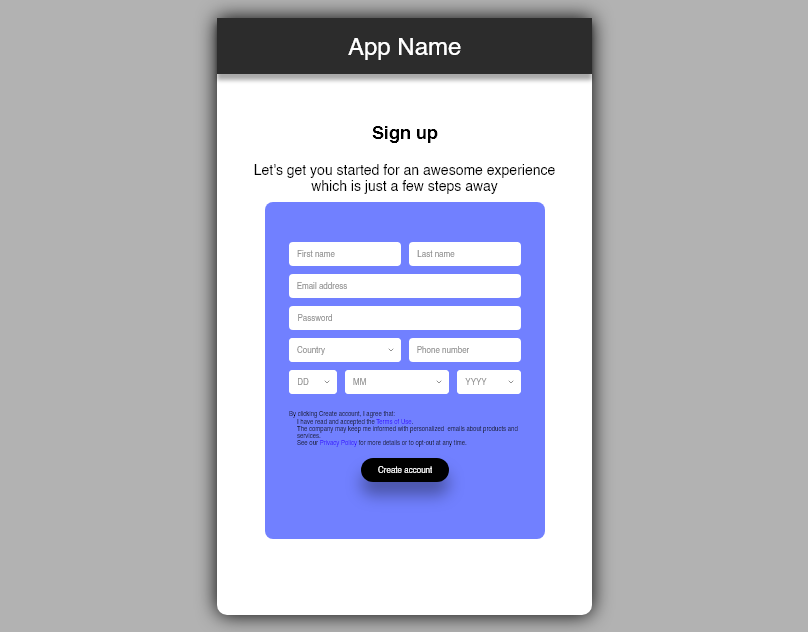 App Name
Sign up
Let's get you started for an awesome experience
which is just a few steps away
First name
Last name
Email address
Password
Country
Phone number
DD
MM
YYYY
By clicking Create account, I agree that:
I have read and accepted the Terms of Use.
The company may keep me informed with personalized emails about products and
services.
See our Privacy Policy for more details or to opt-out at any time.
Create account